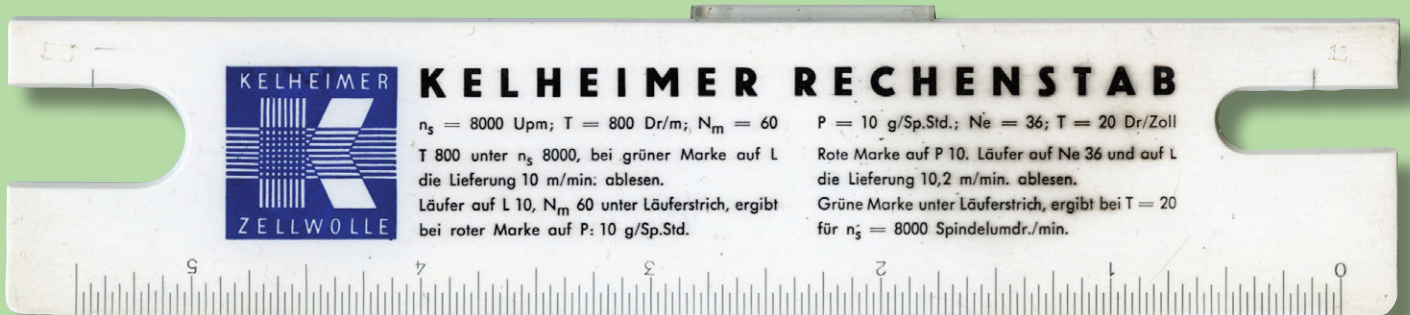 KELHEIMER
ZELLWOLLE
KELHEIMER RECHENSTAB
nₛ = 8000 Upm; T = 800 Dr/m; Nₘ = 60
T 800 unter nₛ 8000, bei grüner Marke auf L
die Lieferung 10 m/min. ablesen.
Läufer auf L 10, Nₘ 60 unter Läuferstrich, ergibt
bei roter Marke auf P: 10 g/Sp.Std.
P = 10 g/Sp.Std.; Ne = 36; T = 20 Dr/Zoll
Rote Marke auf P 10. Läufer auf Ne 36 und auf L
die Lieferung 10,2 m/min. ablesen.
Grüne Marke unter Läuferstrich, ergibt bei T = 20
für nₛ = 8000 Spindelumdr./min.
5 4 3 2 1 0